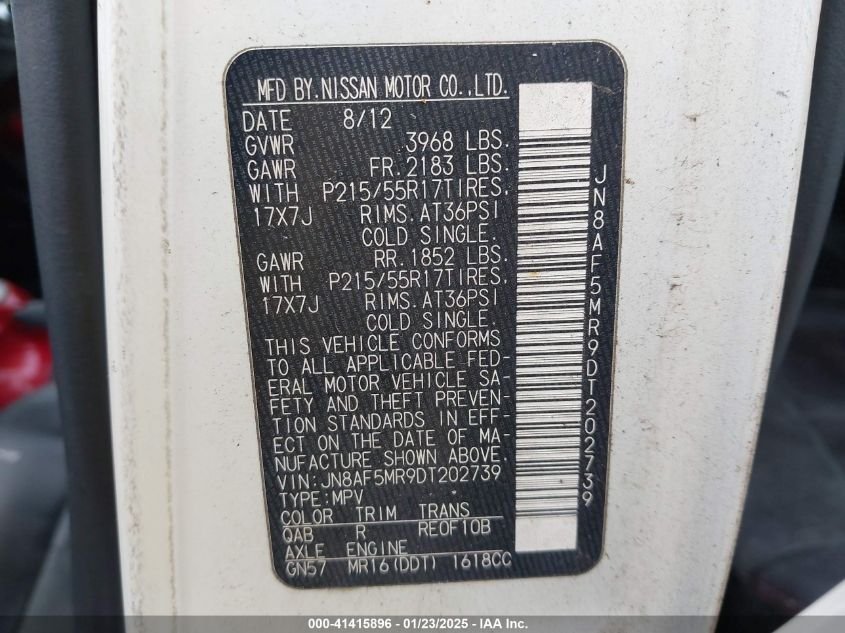 MFD BY.NISSAN MOTOR CO.,LTD.
DATE 8/12
GVWR 3968 LBS.
GAWR FR.2183 LBS.
WITH P215/55R17TIRES.
17X7J RIMS.AT36PSI
COLD SINGLE.
GAWR RR.1852 LBS.
WITH P215/55R17TIRES.
17X7J RIMS.AT36PSI
COLD SINGLE.
THIS VEHICLE CONFORMS
TO ALL APPLICABLE FED-
ERAL MOTOR VEHICLE SA-
FETY AND THEFT PREVEN-
TION STANDARDS IN EFF-
ECT ON THE DATE OF MA-
NUFACTURE SHOWN ABOVE.
VIN:JN8AF5MR9DT202739
TYPE:MPV
COLOR TRIM TRANS
QAB R RE0F10B
AXLE ENGINE
GN57 MR16(DDT) 1618CC
JN8AF5MR9DT202739
000-41415896 - 01/23/2025 - IAA Inc.